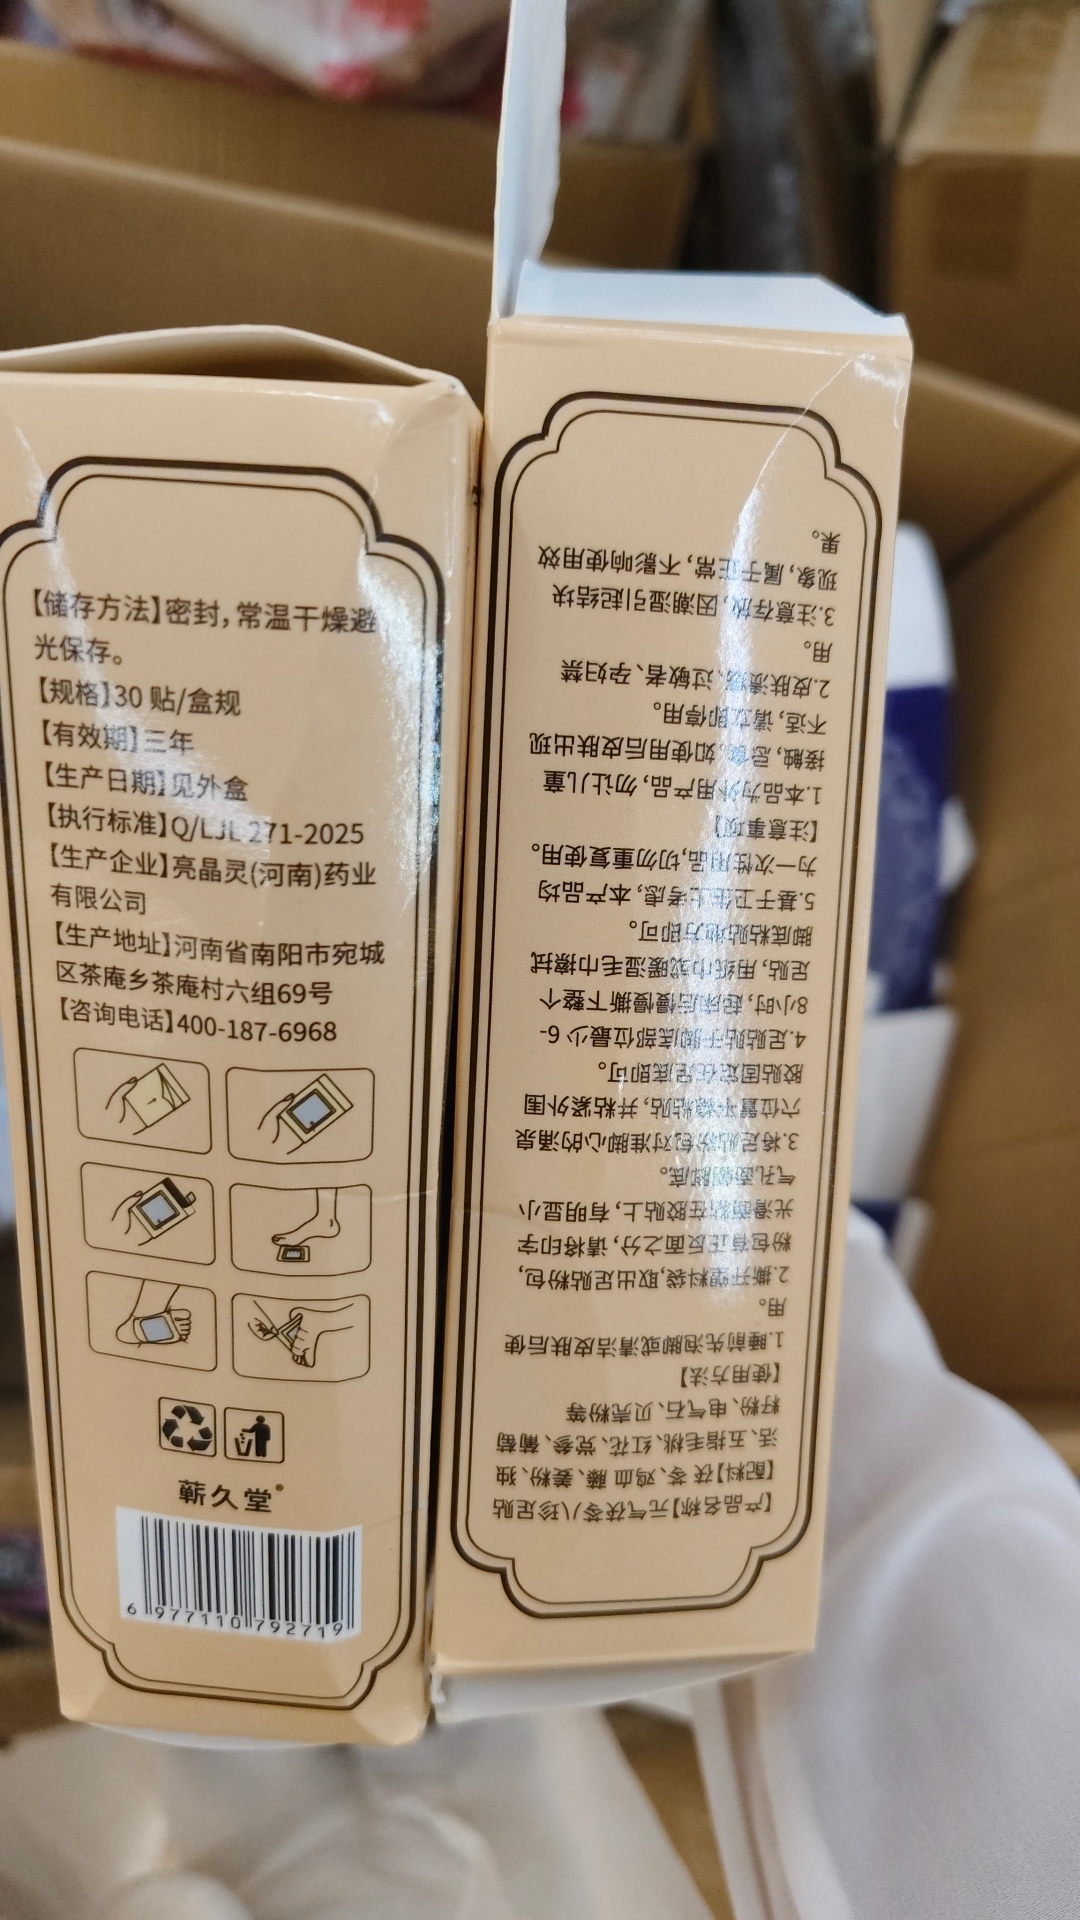 【储存方法】密封,常温干燥避
光保存。
【规格】30 贴/盒规
【有效期】三年
【生产日期】见外盒
【执行标准】Q/LJL 271-2025
【生产企业】亮晶灵(河南)药业
有限公司
【生产地址】河南省南阳市宛城
区茶庵乡茶庵村六组69号
【咨询电话】400-187-6968
蕲久堂®
6 977110 792719
【产品名称】元气茯苓八珍足贴
【配料】茯苓、鸡血藤、姜粉、独
活、五指毛桃、红花、党参、葡萄
籽粉、电气石、贝壳粉等
【使用方法】
1.睡前先泡脚或清洁皮肤后使
用。
2.撕开塑料袋,取出足贴粉包,
粉包有正反面之分,请将印字
光滑面粘在胶贴上,有明显小
气孔面朝脚底。
3.将足贴粉包对准脚心的涌泉
穴位置平稳粘贴,并粘紧外围
胶贴固定在足底即可。
4.足贴贴于脚底部位最少 6-
8小时,起床后慢慢撕下整个
足贴,用纸巾或暖湿毛巾擦拭
脚底粘贴地方即可。
5.基于卫生上考虑,本产品均
为一次性用品,切勿重复使用。
【注意事项】
1.本品为外用产品,勿让儿童
接触,忌食。如使用后皮肤出现
不适,请立即停用。
2.皮肤溃疡、过敏者、孕妇禁
用。
3.注意存放,因潮湿引起结块
现象,属于正常,不影响使用效
果。